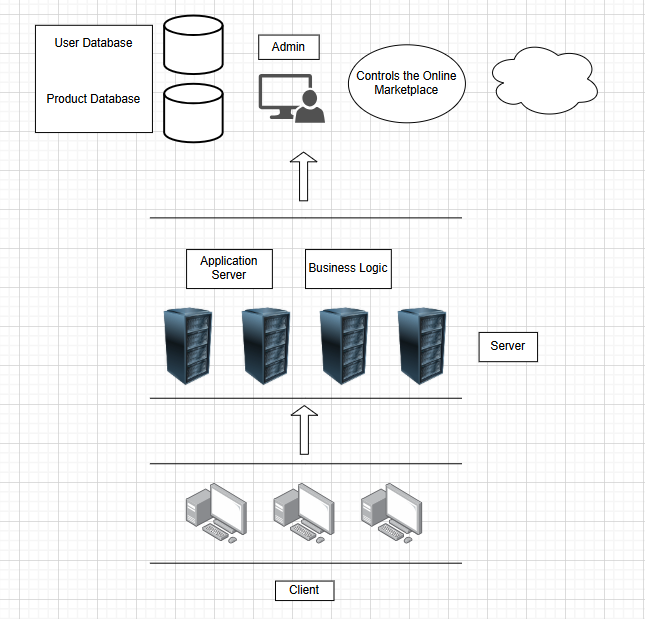 User Database
Product Database
Admin
Controls the Online
Marketplace
Application
Server
Business Logic
Server
Client